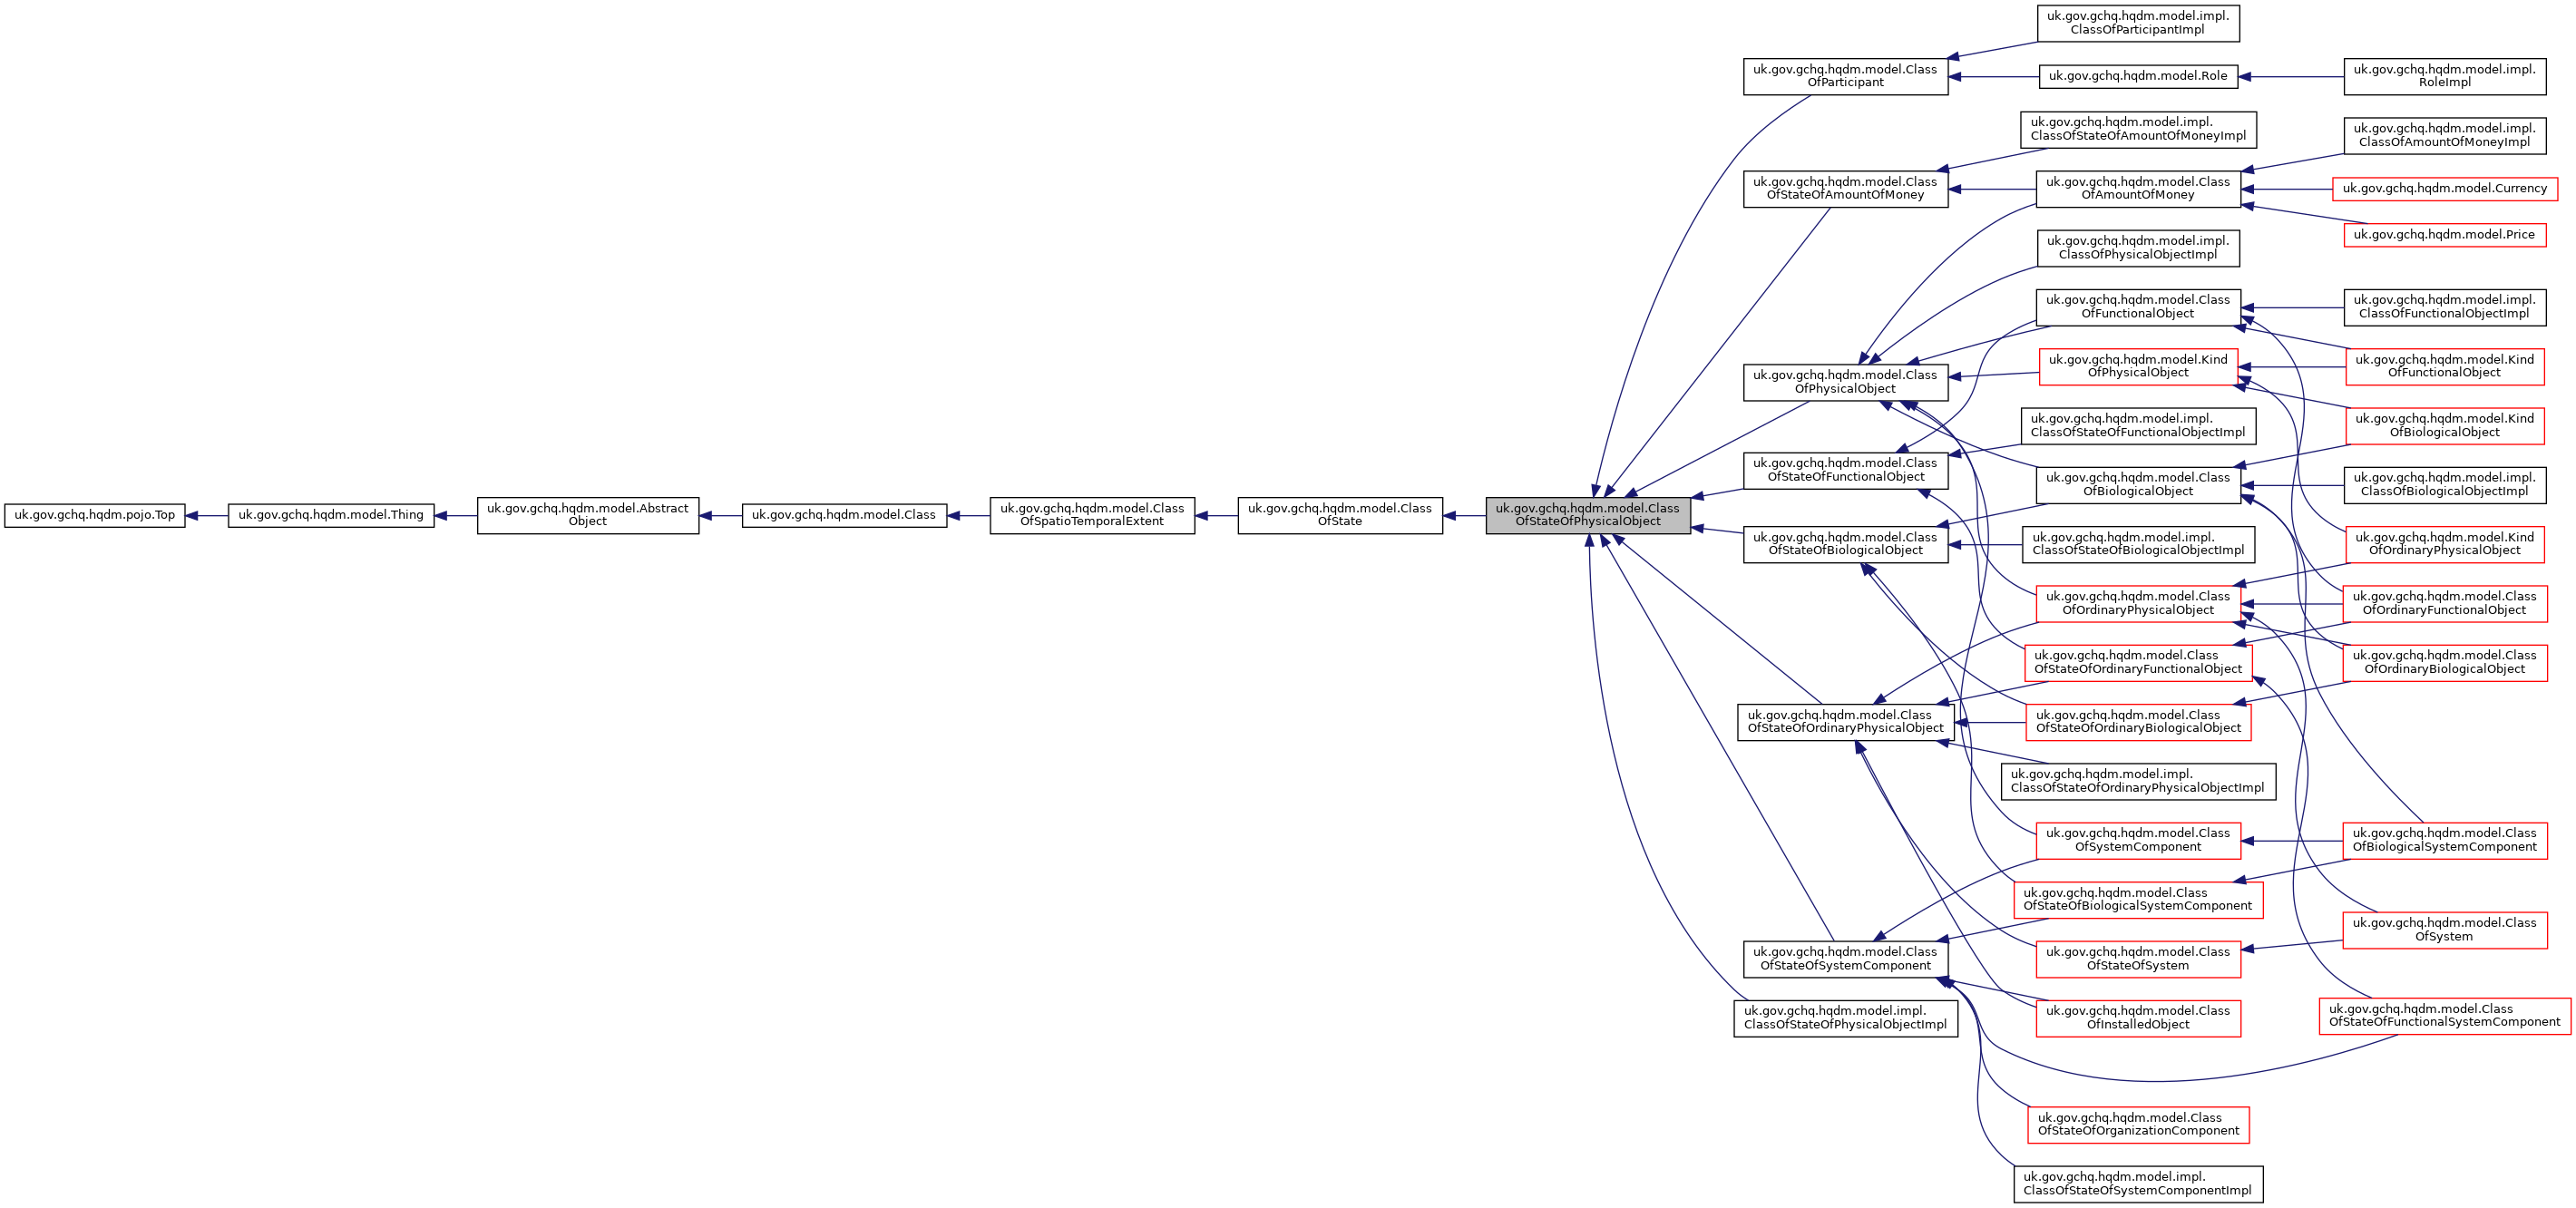 uk.gov.gchq.hqdm.pojo.Top
uk.gov.gchq.hqdm.model.Thing
uk.gov.gchq.hqdm.model.Abstract
Object
uk.gov.gchq.hqdm.model.Class
uk.gov.gchq.hqdm.model.Class
OfSpatioTemporalExtent
uk.gov.gchq.hqdm.model.Class
OfState
uk.gov.gchq.hqdm.model.Class
OfStateOfPhysicalObject
uk.gov.gchq.hqdm.model.Class
OfParticipant
uk.gov.gchq.hqdm.model.Class
OfStateOfAmountOfMoney
uk.gov.gchq.hqdm.model.Class
OfPhysicalObject
uk.gov.gchq.hqdm.model.Class
OfStateOfFunctionalObject
uk.gov.gchq.hqdm.model.Class
OfStateOfBiologicalObject
uk.gov.gchq.hqdm.model.Class
OfStateOfOrdinaryPhysicalObject
uk.gov.gchq.hqdm.model.Class
OfStateOfSystemComponent
uk.gov.gchq.hqdm.model.impl.
ClassOfStateOfPhysicalObjectImpl
uk.gov.gchq.hqdm.model.impl.
ClassOfParticipantImpl
uk.gov.gchq.hqdm.model.Role
uk.gov.gchq.hqdm.model.impl.
ClassOfStateOfAmountOfMoneyImpl
uk.gov.gchq.hqdm.model.Class
OfAmountOfMoney
uk.gov.gchq.hqdm.model.impl.
ClassOfPhysicalObjectImpl
uk.gov.gchq.hqdm.model.Class
OfFunctionalObject
uk.gov.gchq.hqdm.model.Kind
OfPhysicalObject
uk.gov.gchq.hqdm.model.impl.
ClassOfStateOfFunctionalObjectImpl
uk.gov.gchq.hqdm.model.Class
OfBiologicalObject
uk.gov.gchq.hqdm.model.impl.
ClassOfStateOfBiologicalObjectImpl
uk.gov.gchq.hqdm.model.Class
OfOrdinaryPhysicalObject
uk.gov.gchq.hqdm.model.Class
OfStateOfOrdinaryFunctionalObject
uk.gov.gchq.hqdm.model.Class
OfStateOfOrdinaryBiologicalObject
uk.gov.gchq.hqdm.model.impl.
ClassOfStateOfOrdinaryPhysicalObjectImpl
uk.gov.gchq.hqdm.model.Class
OfSystemComponent
uk.gov.gchq.hqdm.model.Class
OfStateOfBiologicalSystemComponent
uk.gov.gchq.hqdm.model.Class
OfStateOfSystem
uk.gov.gchq.hqdm.model.Class
OfInstalledObject
uk.gov.gchq.hqdm.model.Class
OfStateOfOrganizationComponent
uk.gov.gchq.hqdm.model.impl.
ClassOfStateOfSystemComponentImpl
uk.gov.gchq.hqdm.model.impl.
RoleImpl
uk.gov.gchq.hqdm.model.impl.
ClassOfAmountOfMoneyImpl
uk.gov.gchq.hqdm.model.Currency
uk.gov.gchq.hqdm.model.Price
uk.gov.gchq.hqdm.model.impl.
ClassOfFunctionalObjectImpl
uk.gov.gchq.hqdm.model.Kind
OfFunctionalObject
uk.gov.gchq.hqdm.model.Kind
OfBiologicalObject
uk.gov.gchq.hqdm.model.impl.
ClassOfBiologicalObjectImpl
uk.gov.gchq.hqdm.model.Kind
OfOrdinaryPhysicalObject
uk.gov.gchq.hqdm.model.Class
OfOrdinaryFunctionalObject
uk.gov.gchq.hqdm.model.Class
OfOrdinaryBiologicalObject
uk.gov.gchq.hqdm.model.Class
OfBiologicalSystemComponent
uk.gov.gchq.hqdm.model.Class
OfSystem
uk.gov.gchq.hqdm.model.Class
OfStateOfFunctionalSystemComponent